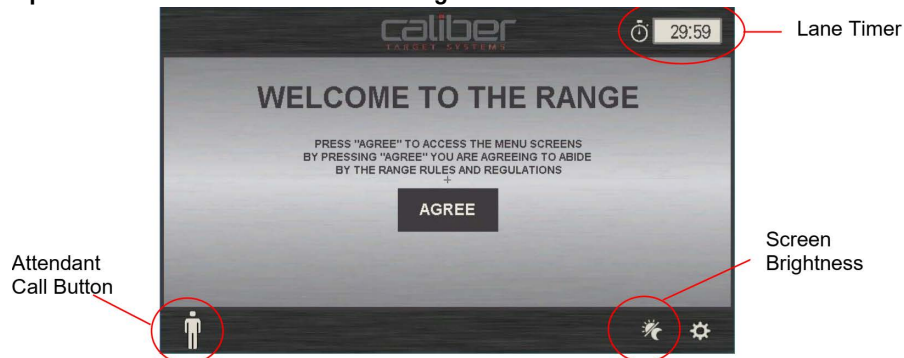 caliber
TARGET SYSTEMS
29:59
Lane Timer
WELCOME TO THE RANGE
PRESS "AGREE" TO ACCESS THE MENU SCREENS
BY PRESSING "AGREE" YOU ARE AGREEING TO ABIDE
BY THE RANGE RULES AND REGULATIONS
AGREE
Attendant
Call Button
Screen
Brightness